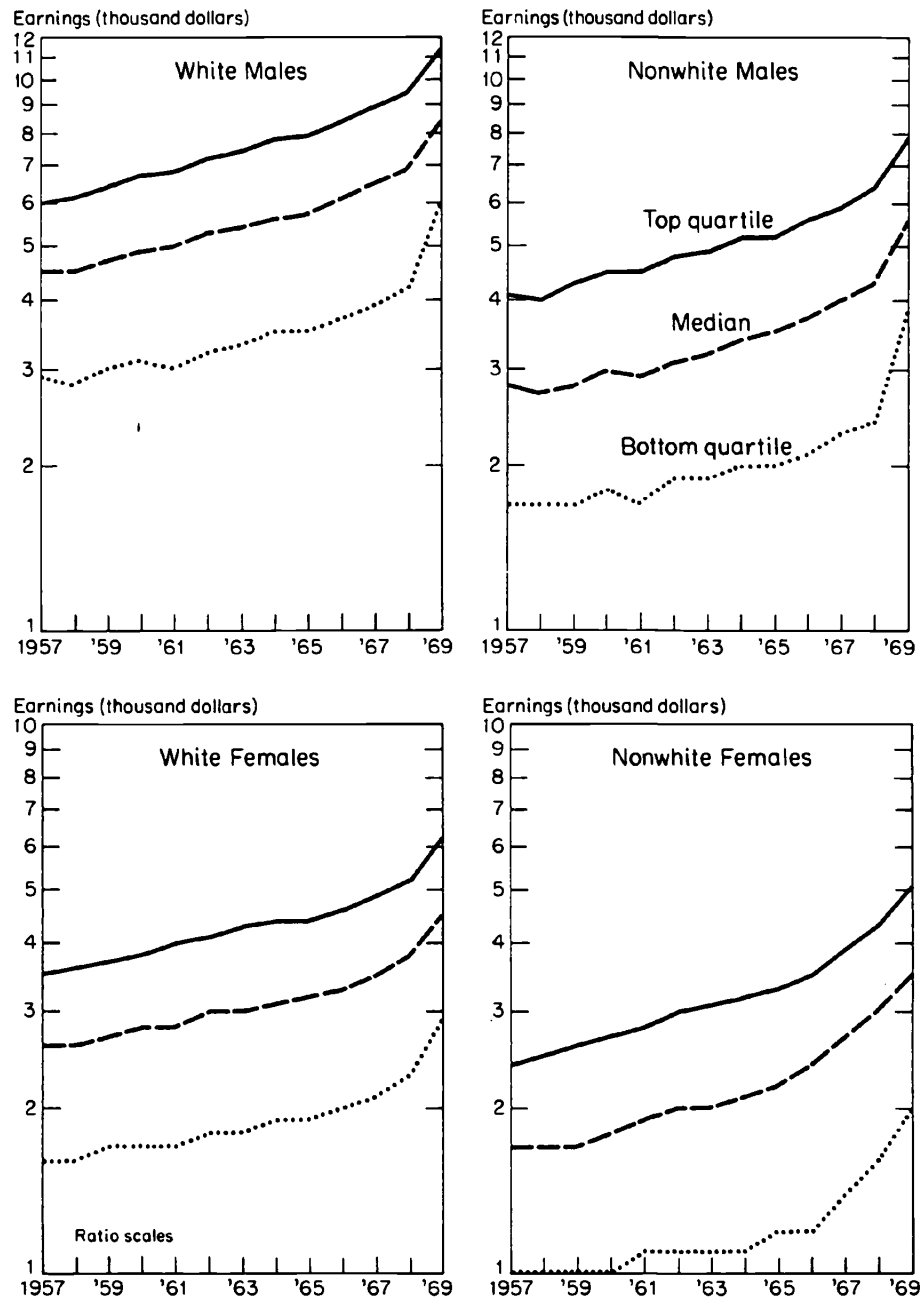 Earnings (thousand dollars)
12
11
10
9
8
7
6
5
4
3
2
1
White Males
1957 '59 '61 '63 '65 '67 '69
Earnings (thousand dollars)
12
11
10
9
8
7
6
5
4
3
2
1
Nonwhite Males
Top quartile
Median
Bottom quartile
1957 '59 '61 '63 '65 '67 '69
Earnings (thousand dollars)
10
9
8
7
6
5
4
3
2
1
White Females
Ratio scales
1957 '59 '61 '63 '65 '67 '69
Earnings (thousand dollars)
10
9
8
7
6
5
4
3
2
1
Nonwhite Females
1957 '59 '61 '63 '65 '67 '69